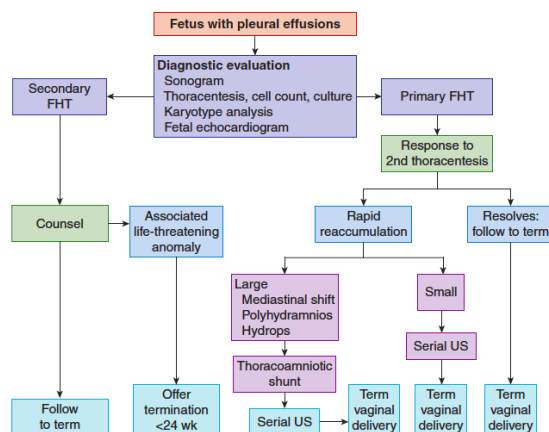 Fetus with pleural effusions
Diagnostic evaluation
Sonogram
Thoracentesis, cell count, culture
Karyotype analysis
Fetal echocardiogram
Secondary
FHT
Primary FHT
Response to
2nd thoracentesis
Counsel
Associated
life-threatening
anomaly
Rapid
reaccumulation
Resolves:
follow to term
Large
Mediastinal shift
Polyhydramnios
Hydrops
Small
Thoracoamniotic
shunt
Serial US
Follow
to term
Offer
termination
<24 wk
Serial US
Term
vaginal
delivery
Term
vaginal
delivery
Term
vaginal
delivery